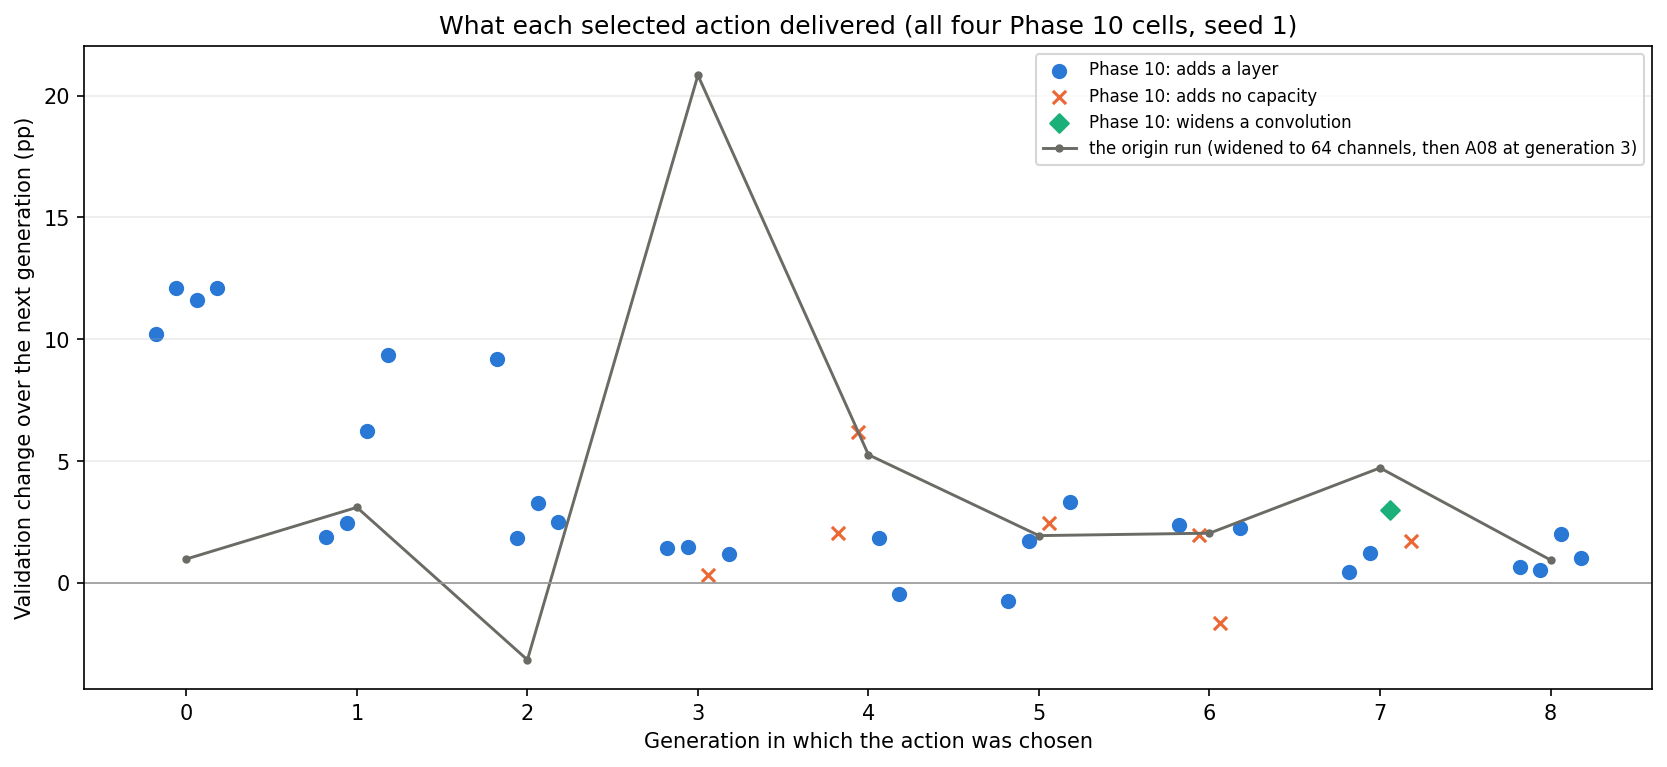 What each selected action delivered (all four Phase 10 cells, seed 1)
Phase 10: adds a layer
Phase 10: adds no capacity
Phase 10: widens a convolution
the origin run (widened to 64 channels, then A08 at generation 3)
Validation change over the next generation (pp)
20
15
10
5
0
0 1 2 3 4 5 6 7 8
Generation in which the action was chosen